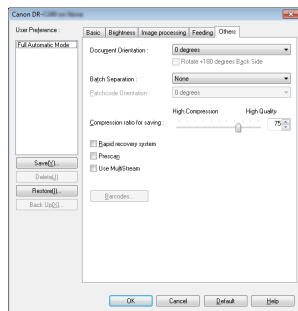 Canon DR-
User Preference :
Full Automatic Mode
Save(Y)...
Delete(J)
Restore(I)...
Back Up(X)...
Basic Brightness Image processing Feeding Others
Document Orientation : 0 degrees
Rotate +180 degrees Back Side
Batch Separation : None
Patchcode Orientation : 0 degrees
High Compression High Quality
Compression ratio for saving : 75
Rapid recovery system
Prescan
Use MultiStream
Barcodes...
OK Cancel Default Help